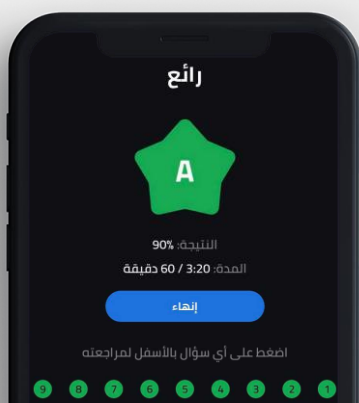 رائع
A
النتيجة: 90%
المدة: 3:20 / 60 دقيقة
إنهاء
اضغط على أي سؤال بالأسفل لمراجعته
1 2 3 4 5 6 7 8 9